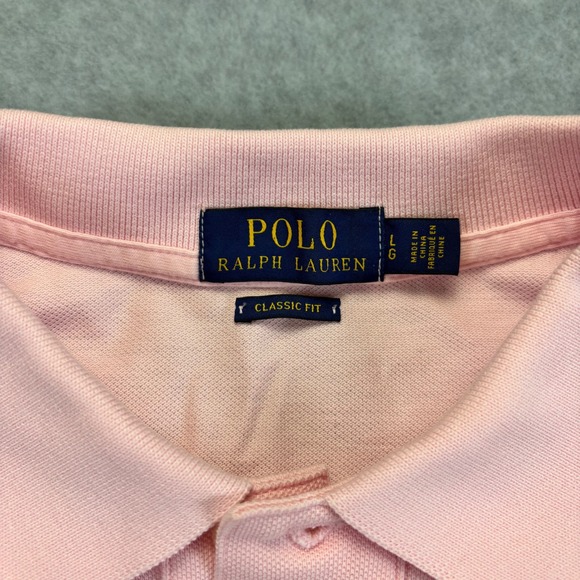 POLO
RALPH LAUREN
L
G
MADE IN
CHINA
FABRIQUÉ EN
CHINE
CLASSIC FIT